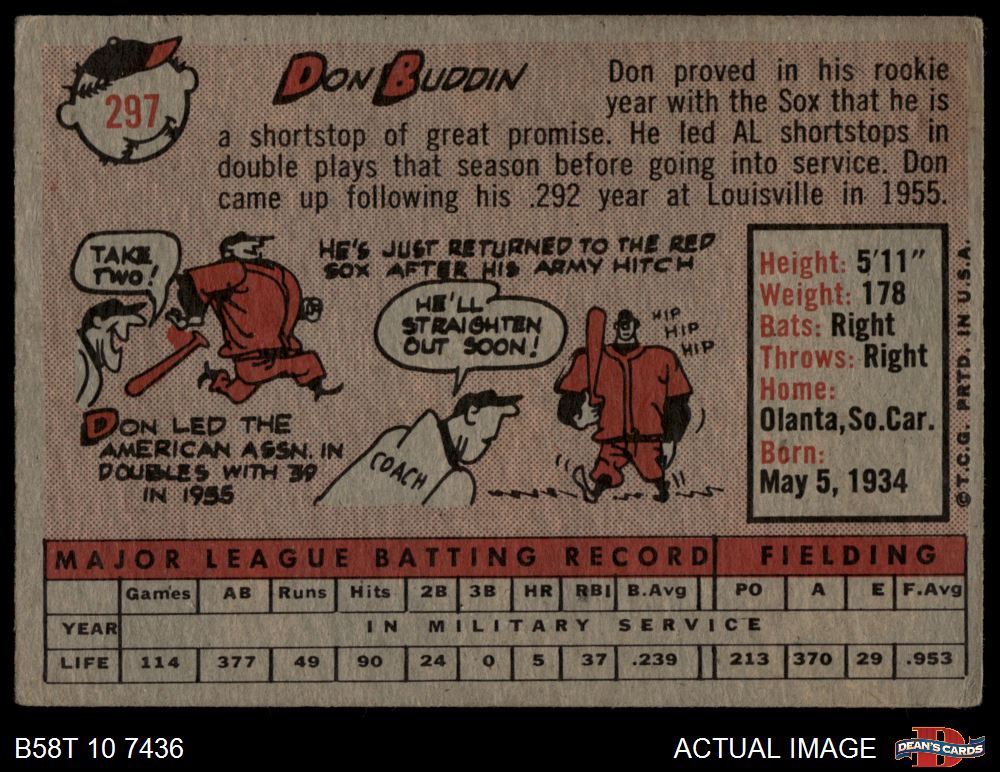 297
DON BUDDIN
Don proved in his rookie
year with the Sox that he is
a shortstop of great promise. He led AL shortstops in
double plays that season before going into service. Don
came up following his .292 year at Louisville in 1955.
TAKE
TWO!
DON LED THE
AMERICAN ASSN. IN
DOUBLES WITH 39
IN 1955
HE'S JUST RETURNED TO THE RED
SOX AFTER HIS ARMY HITCH
HE'LL
STRAIGHTEN
OUT SOON!
HIP
HIP
HIP
COACH
Height: 5'11"
Weight: 178
Bats: Right
Throws: Right
Home:
Olanta, So. Car.
Born:
May 5, 1934
© T.C.G. PRTD. IN U.S.A.
MAJOR LEAGUE BATTING RECORD FIELDING
Games AB Runs Hits 2B 3B HR RBI B.Avg PO A E F.Avg
YEAR IN MILITARY SERVICE
LIFE 114 377 49 90 24 0 5 37 .239 213 370 29 .953
B58T 10 7436
ACTUAL IMAGE
D
DEAN'S CARDS